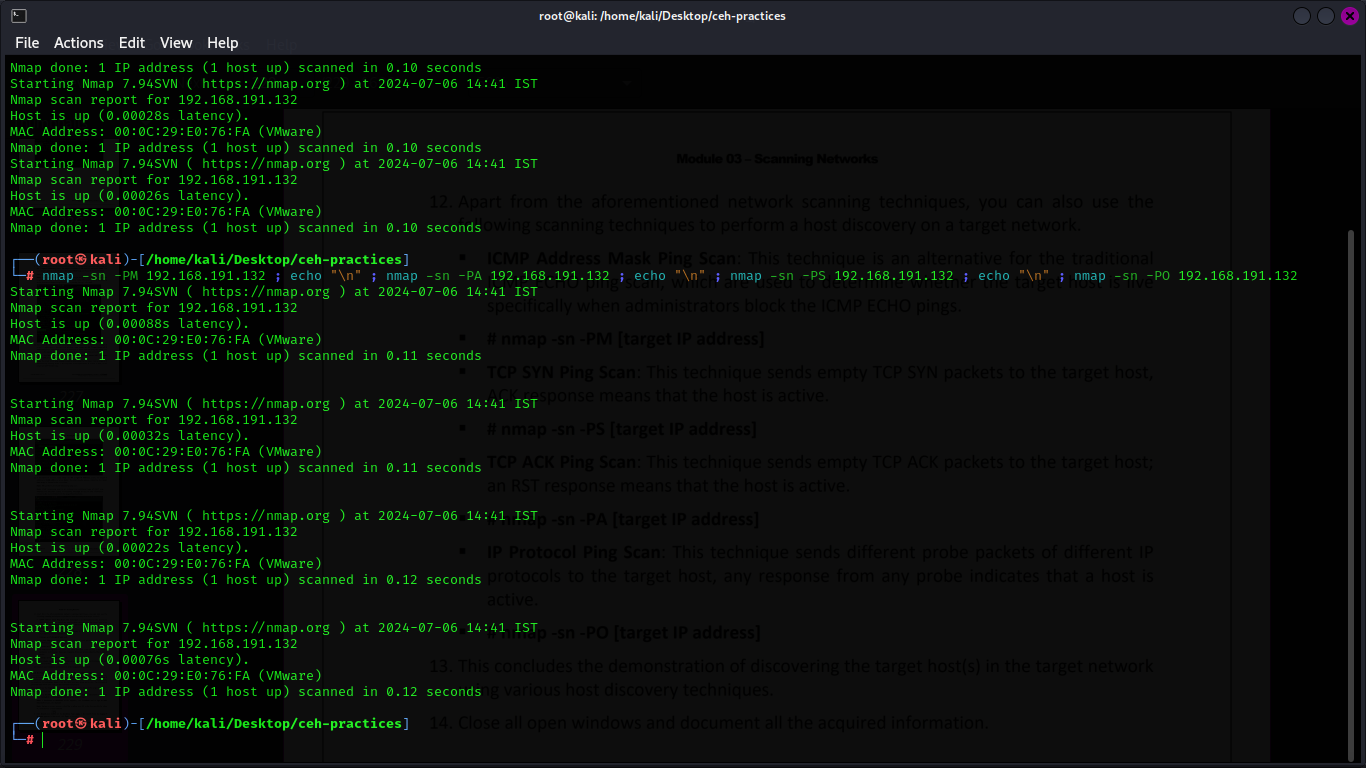 root@kali: /home/kali/Desktop/ceh-practices
File Actions Edit View Help
Nmap done: 1 IP address (1 host up) scanned in 0.10 seconds
Starting Nmap 7.94SVN ( https://nmap.org ) at 2024-07-06 14:41 IST
Nmap scan report for 192.168.191.132
Host is up (0.00028s latency).
MAC Address: 00:0C:29:E0:76:FA (VMware)
Nmap done: 1 IP address (1 host up) scanned in 0.10 seconds
Starting Nmap 7.94SVN ( https://nmap.org ) at 2024-07-06 14:41 IST
Nmap scan report for 192.168.191.132
Host is up (0.00026s latency).
MAC Address: 00:0C:29:E0:76:FA (VMware)
Nmap done: 1 IP address (1 host up) scanned in 0.10 seconds
┌──(root㉿kali)-[/home/kali/Desktop/ceh-practices]
└─# nmap -sn -PM 192.168.191.132 ; echo "\n" ; nmap -sn -PA 192.168.191.132 ; echo "\n" ; nmap -sn -PS 192.168.191.132 ; echo "\n" ; nmap -sn -PO 192.168.191.132
Starting Nmap 7.94SVN ( https://nmap.org ) at 2024-07-06 14:41 IST
Nmap scan report for 192.168.191.132
Host is up (0.00088s latency).
MAC Address: 00:0C:29:E0:76:FA (VMware)
Nmap done: 1 IP address (1 host up) scanned in 0.11 seconds
Starting Nmap 7.94SVN ( https://nmap.org ) at 2024-07-06 14:41 IST
Nmap scan report for 192.168.191.132
Host is up (0.00032s latency).
MAC Address: 00:0C:29:E0:76:FA (VMware)
Nmap done: 1 IP address (1 host up) scanned in 0.11 seconds
Starting Nmap 7.94SVN ( https://nmap.org ) at 2024-07-06 14:41 IST
Nmap scan report for 192.168.191.132
Host is up (0.00022s latency).
MAC Address: 00:0C:29:E0:76:FA (VMware)
Nmap done: 1 IP address (1 host up) scanned in 0.12 seconds
Starting Nmap 7.94SVN ( https://nmap.org ) at 2024-07-06 14:41 IST
Nmap scan report for 192.168.191.132
Host is up (0.00076s latency).
MAC Address: 00:0C:29:E0:76:FA (VMware)
Nmap done: 1 IP address (1 host up) scanned in 0.12 seconds
┌──(root㉿kali)-[/home/kali/Desktop/ceh-practices]
└─#
Module 03 – Scanning Networks
12. Apart from the aforementioned network scanning techniques, you can also use the
following scanning techniques to perform a host discovery on a target network.
▪ ICMP Address Mask Ping Scan: This technique is an alternative for the traditional
ECHO ping scan, which are used to determine whether the target host is live
specifically when administrators block the ICMP ECHO pings.
▪ # nmap -sn -PM [target IP address]
▪ TCP SYN Ping Scan: This technique sends empty TCP SYN packets to the target host,
ACK response means that the host is active.
▪ # nmap -sn -PS [target IP address]
▪ TCP ACK Ping Scan: This technique sends empty TCP ACK packets to the target host;
an RST response means that the host is active.
▪ # nmap -sn -PA [target IP address]
▪ IP Protocol Ping Scan: This technique sends different probe packets of different IP
protocols to the target host, any response from any probe indicates that a host is
active.
▪ # nmap -sn -PO [target IP address]
13. This concludes the demonstration of discovering the target host(s) in the target network
using various host discovery techniques.
14. Close all open windows and document all the acquired information.